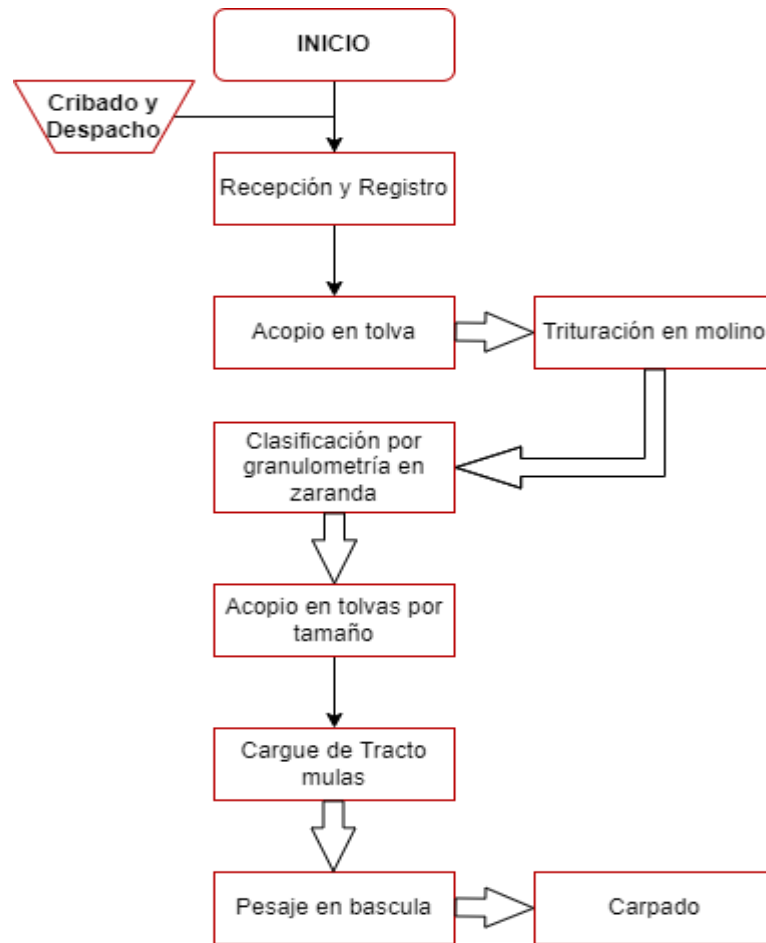 INICIO
Cribado y
Despacho
Recepción y Registro
Acopio en tolva
Trituración en molino
Clasificación por
granulometría en
zaranda
Acopio en tolvas por
tamaño
Cargue de Tracto
mulas
Pesaje en bascula
Carpado